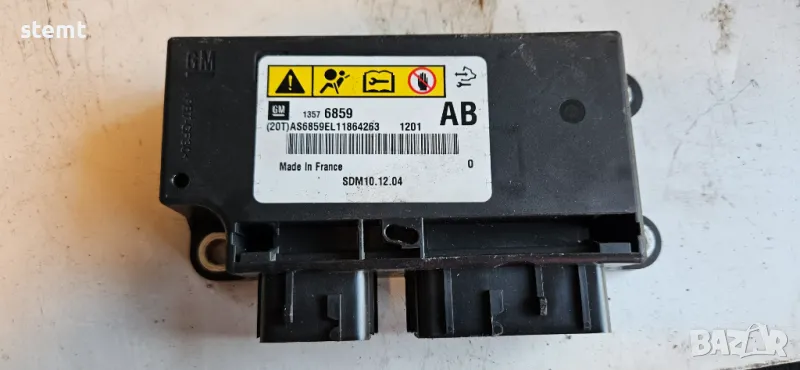 stemt
GM
GM 1357 6859 AB
(20T)AS6859EL11864263 1201
Made In France 0
SDM10.12.04
BAZAR